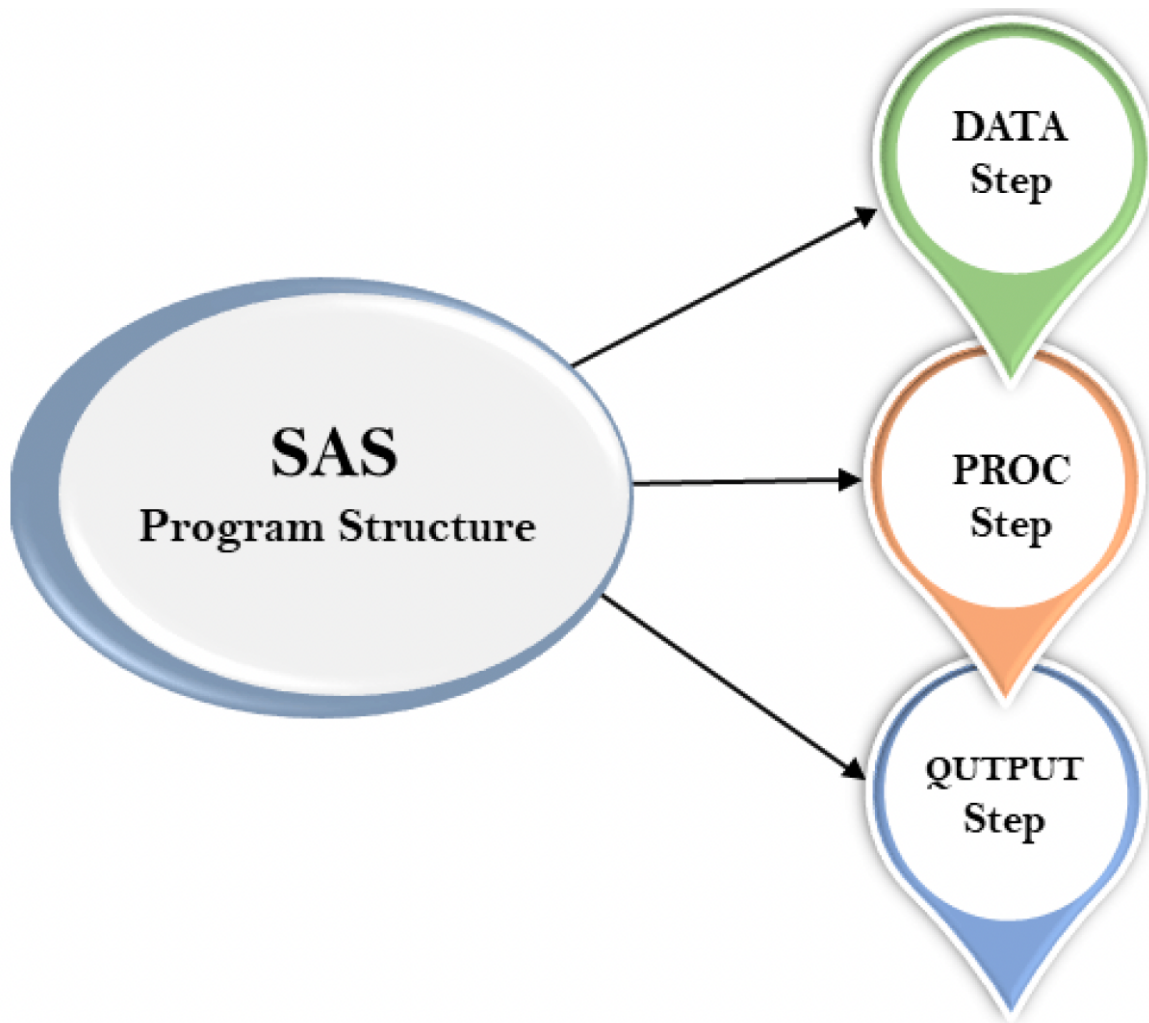 SAS
Program Structure
DATA
Step
PROC
Step
QUTPUT
Step